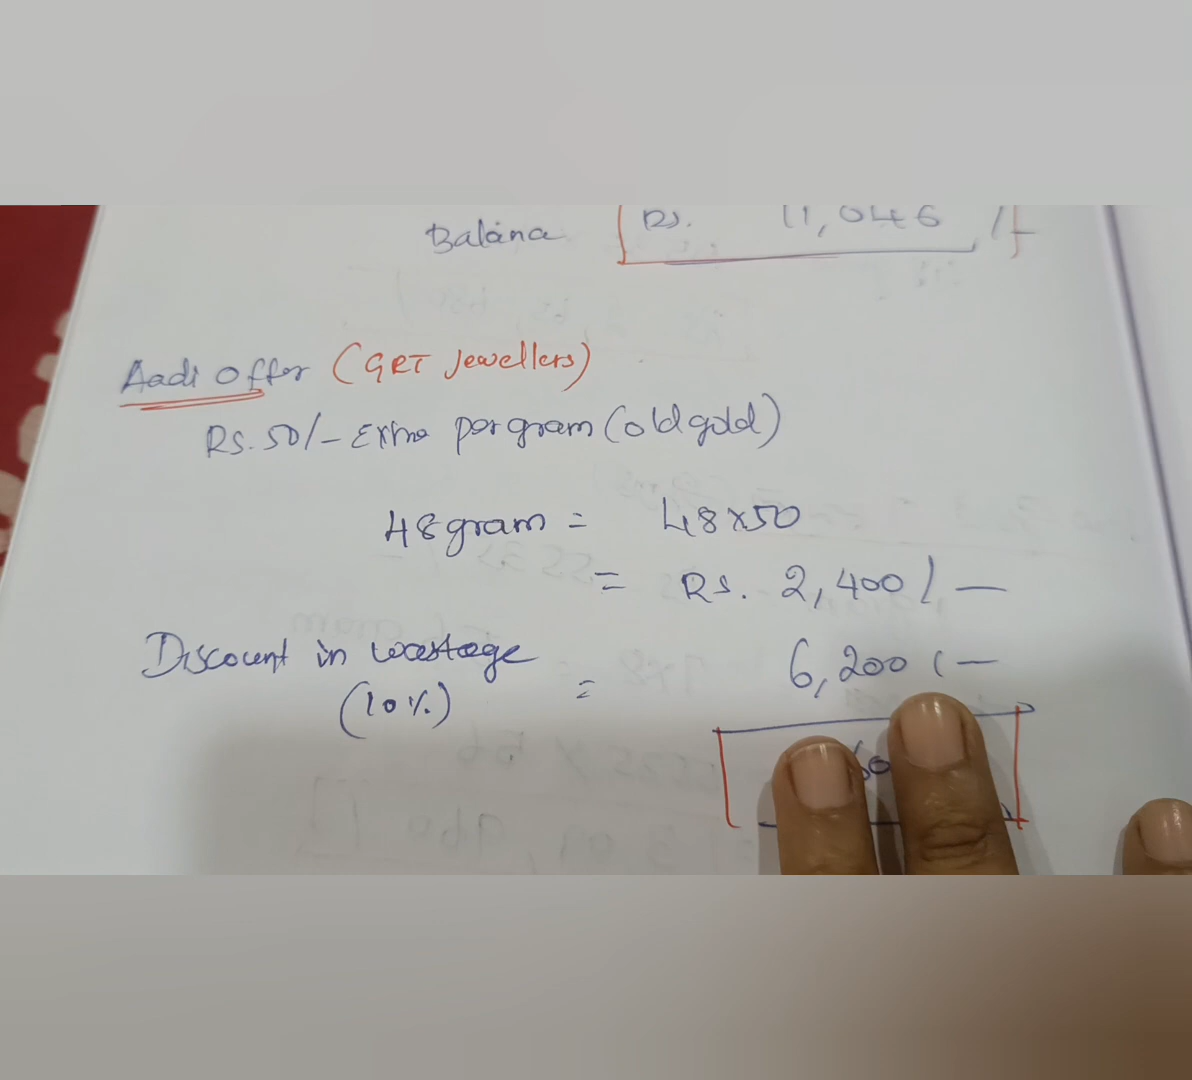 Balance Rs. 11,046/-
Aadi Offer (GRT Jewellers)
RS. 50/- Extra per gram (old gold)
48 gram = 48x50
= Rs. 2,400/-
Discount in wastage 6,200/-
(10%) =